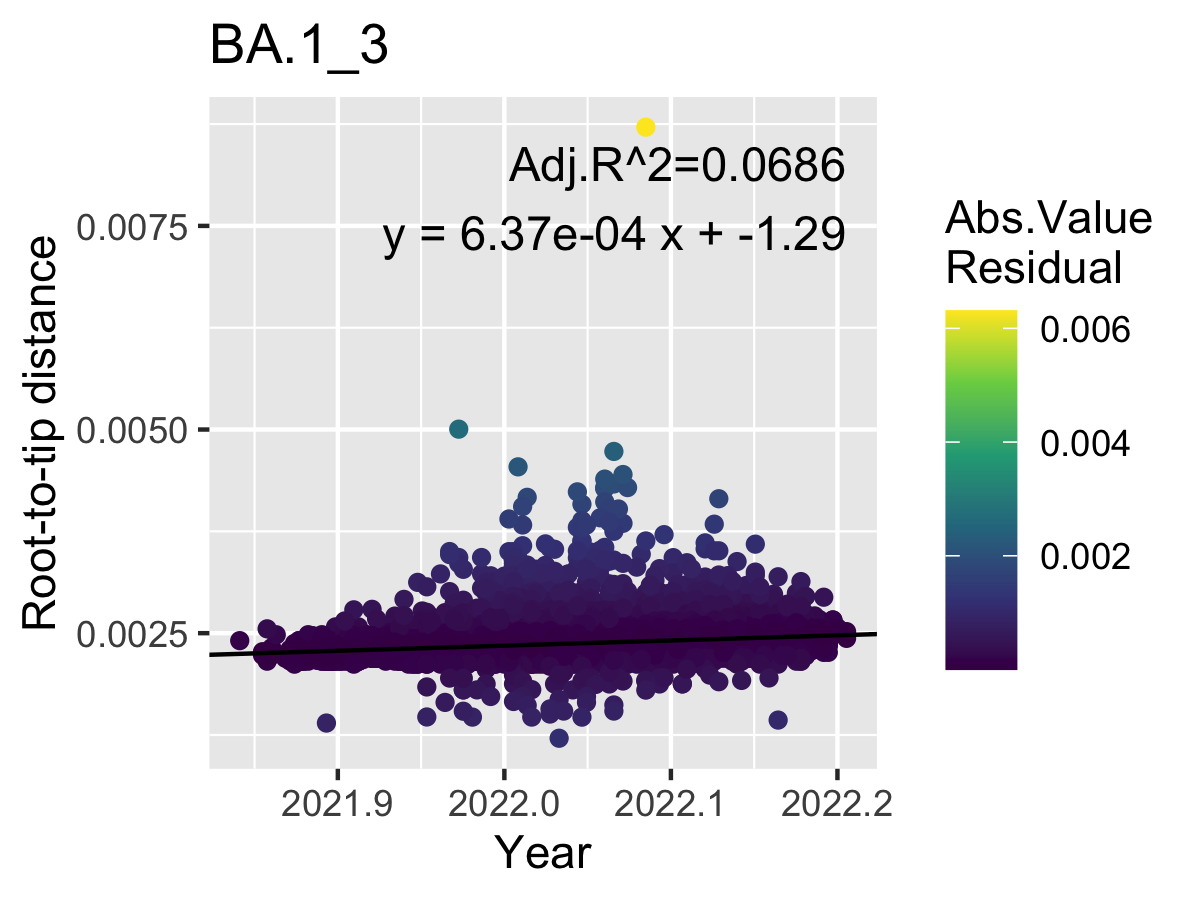 BA.1_3
Adj.R^2=0.0686
y = 6.37e-04 x + -1.29
Root-to-tip distance
0.0075
0.0050
0.0025
2021.9 2022.0 2022.1 2022.2
Year
Abs.Value
Residual
0.006
0.004
0.002